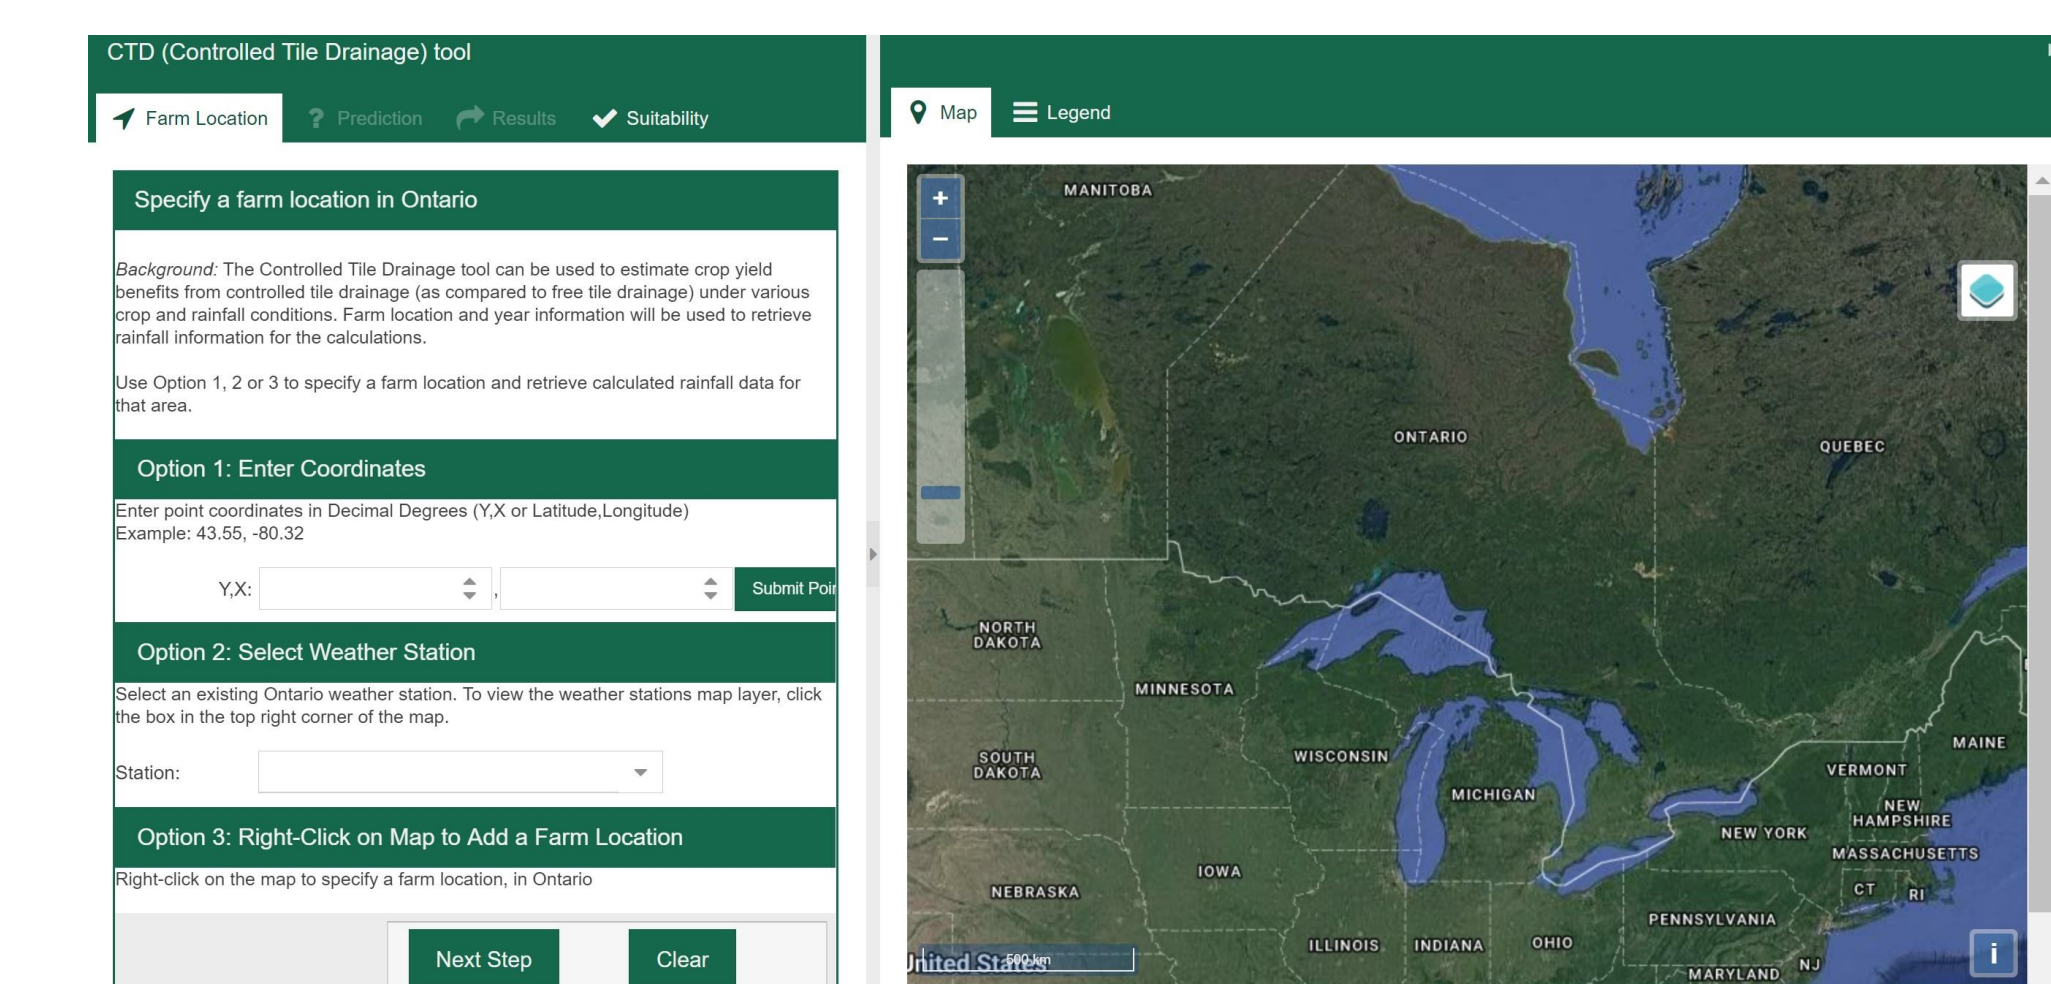 CTD (Controlled Tile Drainage) tool
Farm Location
? Prediction
Results
Suitability
Specify a farm location in Ontario
Background: The Controlled Tile Drainage tool can be used to estimate crop yield
benefits from controlled tile drainage (as compared to free tile drainage) under various
crop and rainfall conditions. Farm location and year information will be used to retrieve
rainfall information for the calculations.
Use Option 1, 2 or 3 to specify a farm location and retrieve calculated rainfall data for
that area.
Option 1: Enter Coordinates
Enter point coordinates in Decimal Degrees (Y,X or Latitude,Longitude)
Example: 43.55, -80.32
Y,X:
,
Submit Poin
Option 2: Select Weather Station
Select an existing Ontario weather station. To view the weather stations map layer, click
the box in the top right corner of the map.
Station:
Option 3: Right-Click on Map to Add a Farm Location
Right-click on the map to specify a farm location, in Ontario
Next Step
Clear
Map
Legend
+
−
MANITOBA
ONTARIO
QUEBEC
NORTH
DAKOTA
MINNESOTA
SOUTH
DAKOTA
WISCONSIN
MICHIGAN
MAINE
VERMONT
NEW
HAMPSHIRE
NEW YORK
MASSACHUSETTS
IOWA
NEBRASKA
CT
RI
PENNSYLVANIA
ILLINOIS
INDIANA
OHIO
MARYLAND
NJ
United States
500 km
i